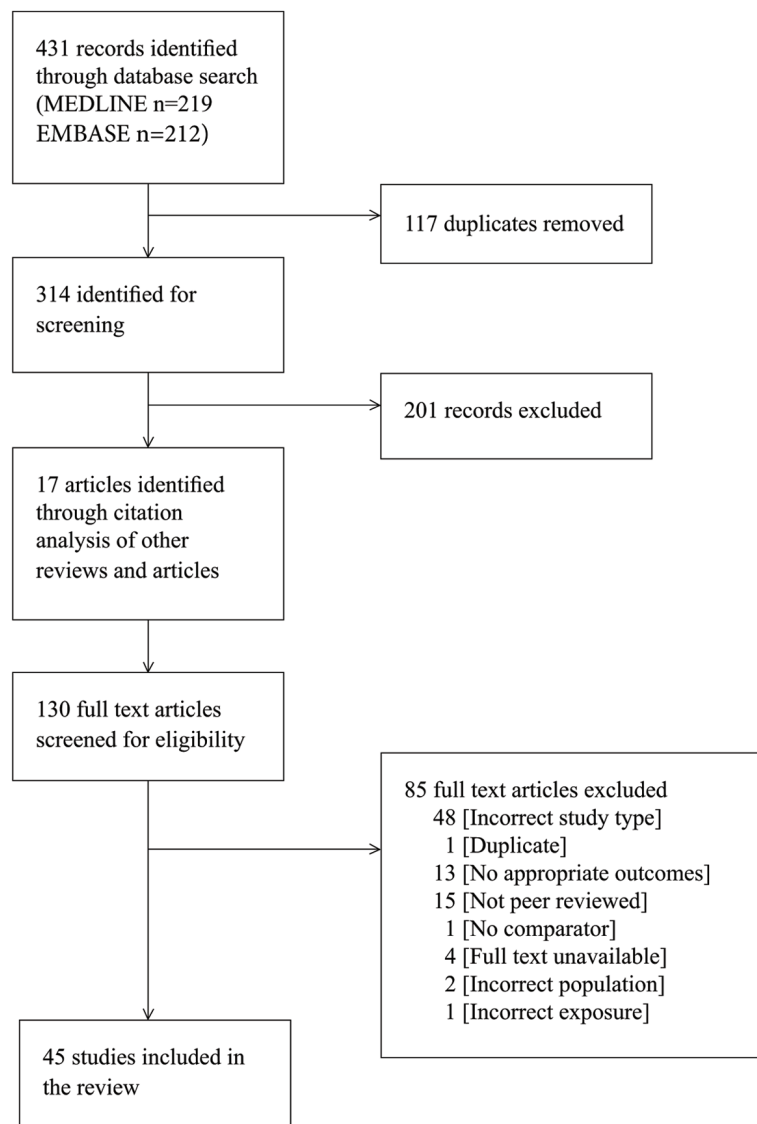 431 records identified
through database search
(MEDLINE n=219
EMBASE n=212)
117 duplicates removed
314 identified for
screening
201 records excluded
17 articles identified
through citation
analysis of other
reviews and articles
130 full text articles
screened for eligibility
85 full text articles excluded
48 [Incorrect study type]
1 [Duplicate]
13 [No appropriate outcomes]
15 [Not peer reviewed]
1 [No comparator]
4 [Full text unavailable]
2 [Incorrect population]
1 [Incorrect exposure]
45 studies included in
the review